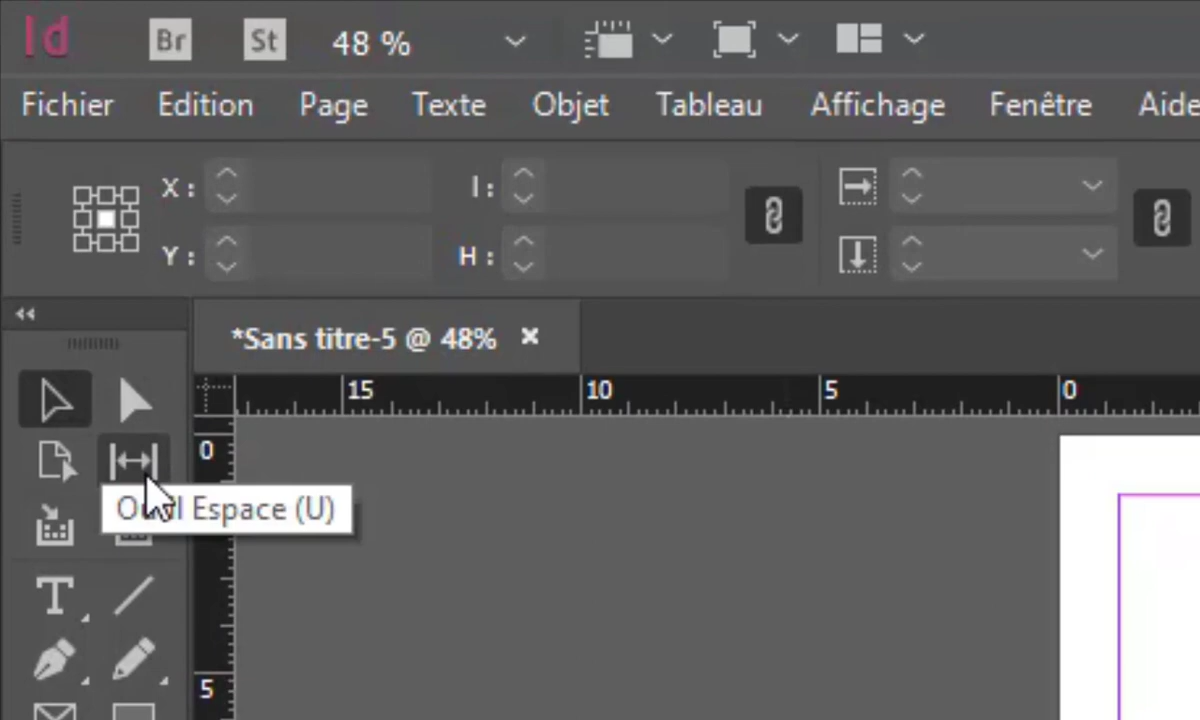 Id Br St 48 %
Fichier Edition Page Texte Objet Tableau Affichage Fenêtre Aide
X : I :
Y : H :
*Sans titre-5 @ 48%
15 10 5 0
0
Espace (U)
T
5